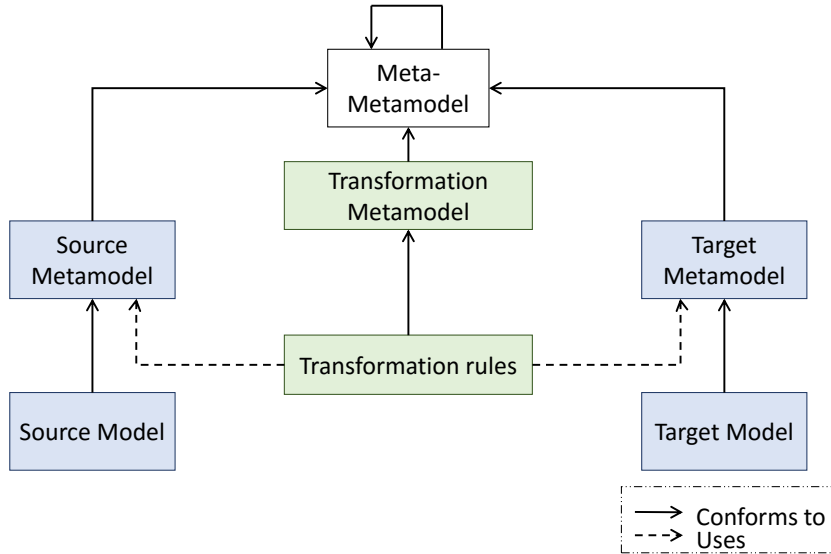 Meta-
Metamodel
Transformation
Metamodel
Source
Metamodel
Target
Metamodel
Transformation rules
Source Model
Target Model
Conforms to
Uses